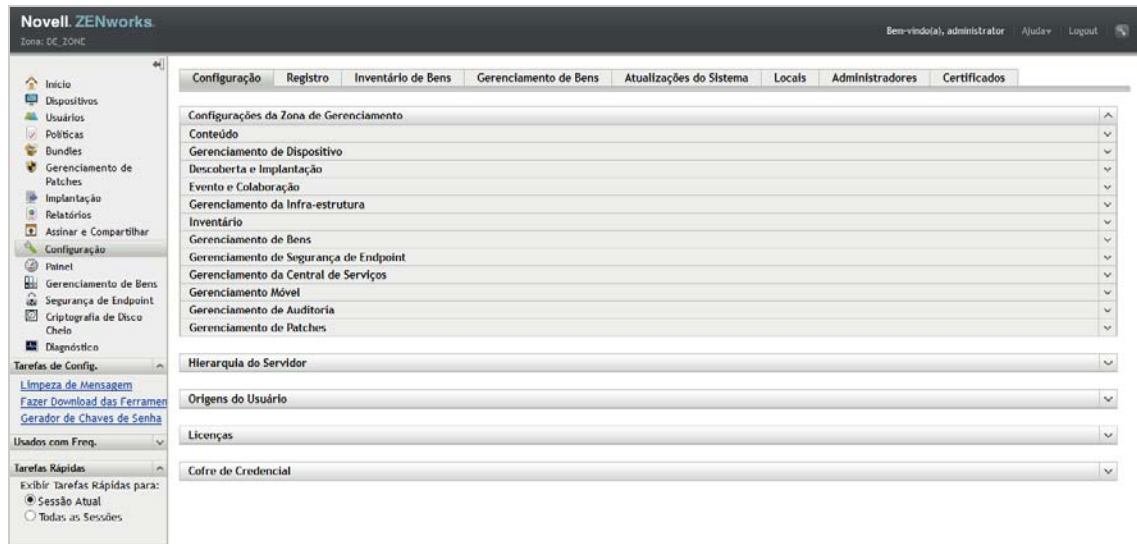 Novell. ZENworks.
Zona: DE_ZONE
Bem-vindo(a), administrator
Ajuda
Logout
Início
Dispositivos
Usuários
Políticas
Bundles
Gerenciamento de
Patches
Implantação
Relatórios
Assinar e Compartilhar
Configuração
Painel
Gerenciamento de Bens
Segurança de Endpoint
Criptografia de Disco
Cheio
Diagnóstico
Tarefas de Config.
Limpeza de Mensagem
Fazer Download das Ferramen
Gerador de Chaves de Senha
Usados com Freq.
Tarefas Rápidas
Exibir Tarefas Rápidas para:
Sessão Atual
Todas as Sessões
Configuração
Registro
Inventário de Bens
Gerenciamento de Bens
Atualizações do Sistema
Locais
Administradores
Certificados
Configurações da Zona de Gerenciamento
Conteúdo
Gerenciamento de Dispositivo
Descoberta e Implantação
Evento e Colaboração
Gerenciamento da Infra-estrutura
Inventário
Gerenciamento de Bens
Gerenciamento de Segurança de Endpoint
Gerenciamento da Central de Serviços
Gerenciamento Móvel
Gerenciamento de Auditoria
Gerenciamento de Patches
Hierarquia do Servidor
Origens do Usuário
Licenças
Cofre de Credencial